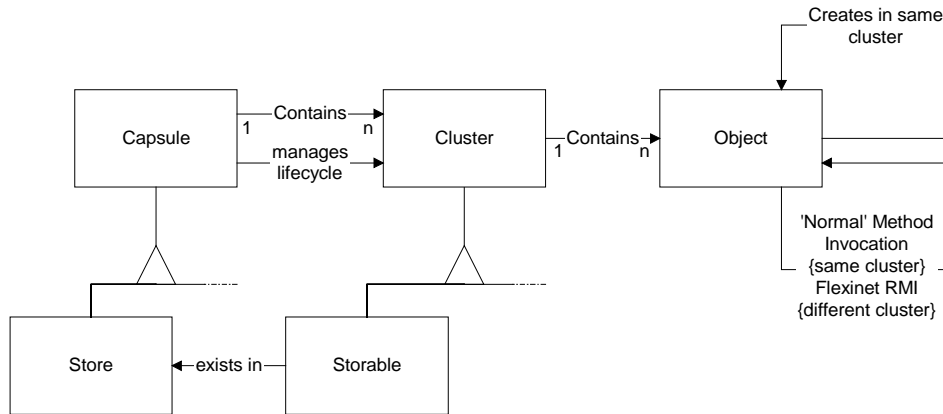 Creates in same
cluster
Capsule
1
Contains
n
manages
lifecycle
Cluster
1
Contains
n
Object
'Normal' Method
Invocation
{same cluster}
Flexinet RMI
{different cluster}
Store
exists in
Storable